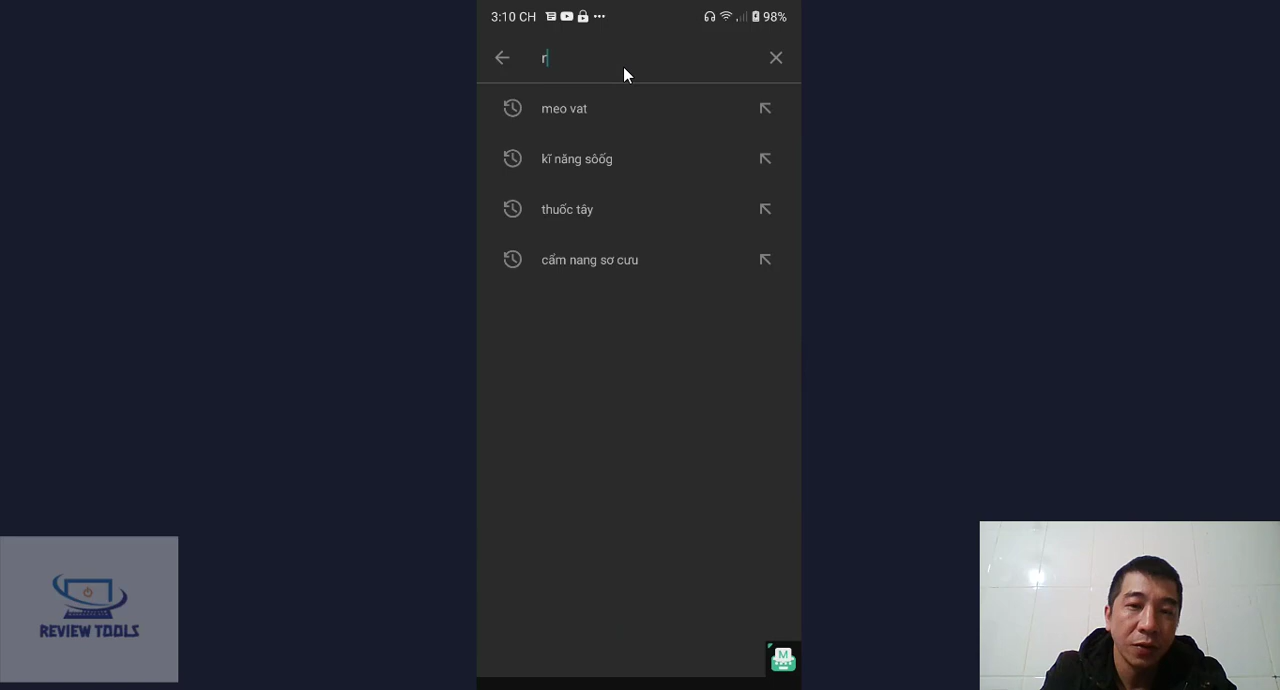 3:10 CH 98%
r
meo vat
kĩ năng sôốg
thuốc tây
cẩm nang sơ cưu
M
REVIEW TOOLS